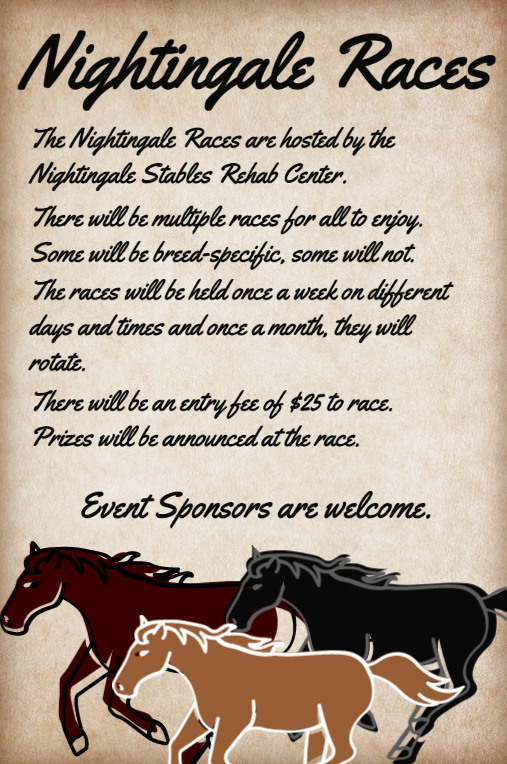 Nightingale Races
The Nightingale Races are hosted by the
Nightingale Stables Rehab Center.
There will be multiple races for all to enjoy.
Some will be breed-specific, some will not.
The races will be held once a week on different
days and times and once a month, they will
rotate.
There will be an entry fee of $25 to race.
Prizes will be announced at the race.
Event Sponsors are welcome.